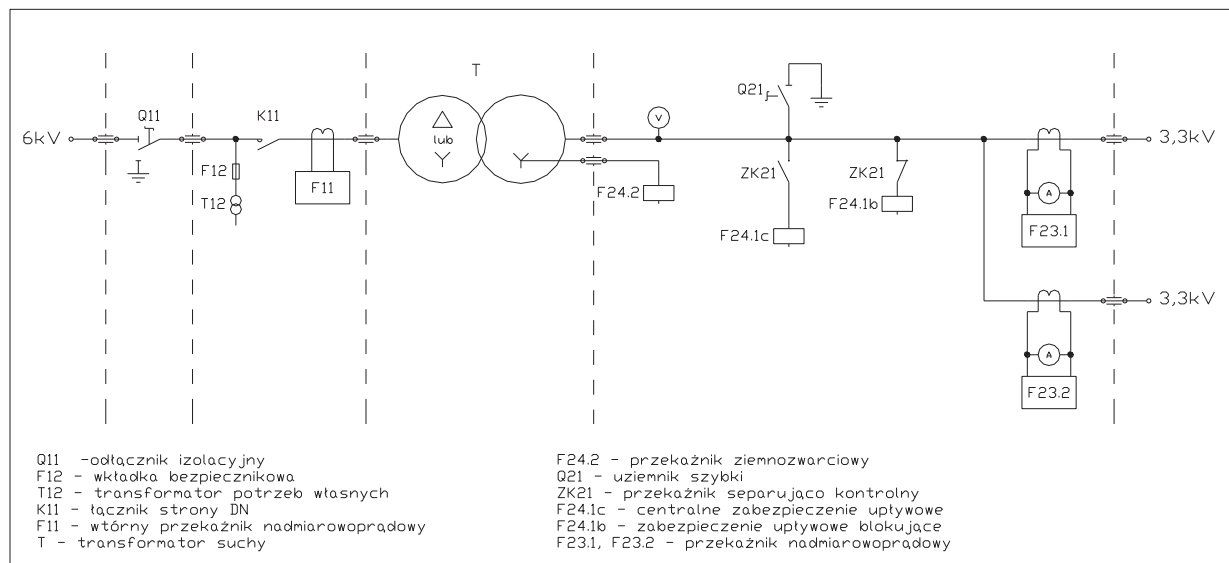 T
Q11
K11
Q21
V
6kV
lub
3,3kV
F12
F11
T12
F24.2
ZK21
ZK21
F24.1b
F24.1c
A
F23.1
3,3kV
A
F23.2
Q11 -odłącznik izolacyjny
F12 - wkładka bezpiecznikowa
T12 - transformator potrzeb własnych
K11 - łącznik strony DN
F11 - wtórny przekaźnik nadmiarowoprądowy
T - transformator suchy
F24.2 - przekaźnik ziemnozwarciowy
Q21 - uziemnik szybki
ZK21 - przekaźnik separująco kontrolny
F24.1c - centralne zabezpieczenie upływowe
F24.1b - zabezpieczenie upływowe blokujące
F23.1, F23.2 - przekaźnik nadmiarowoprądowy